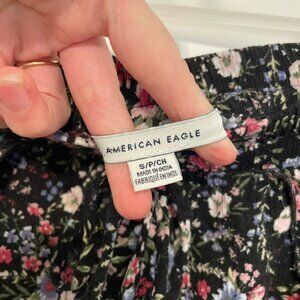 AMERICAN EAGLE
S/P/CH
MADE IN INDIA
FABRIQUÉ EN INDE